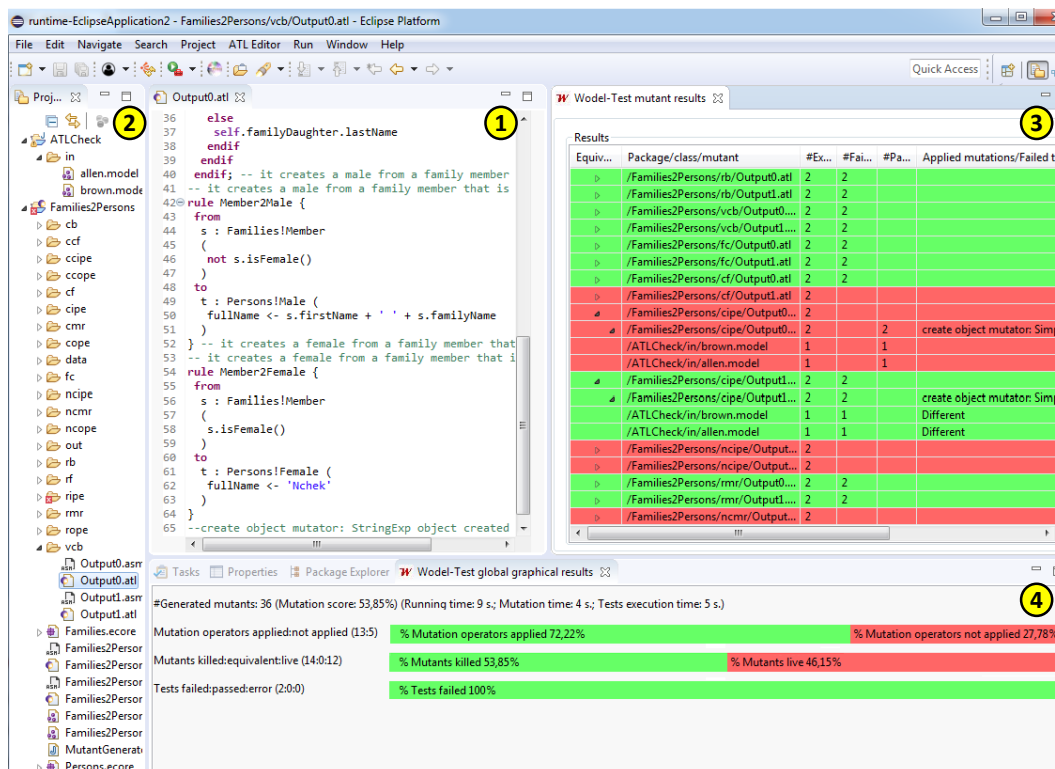 runtime-EclipseApplication2 - Families2Persons/vcb/Output0.atl - Eclipse Platform
File Edit Navigate Search Project ATL Editor Run Window Help
Quick Access
Proj...
2
ATLCheck
in
allen.model
brown.mode
Families2Persons
cb
ccf
ccipe
ccope
cf
cipe
cmr
cope
data
fc
ncipe
ncmr
ncope
out
rb
rf
ripe
rmr
rope
vcb
Output0.asm
Output0.atl
Output1.asm
Output1.atl
Families.ecore
Families2Person
Families2Person
Families2Person
Families2Person
Families2Person
Families2Person
MutantGenerat
Persons.ecore
Output0.atl
1
36 else
37 self.familyDaughter.lastName
38 endif
39 endif
40 endif; -- it creates a male from a family member
41 -- it creates a male from a family member that is
42 rule Member2Male {
43 from
44 s : Families!Member
45 (
46 not s.isFemale()
47 )
48 to
49 t : Persons!Male (
50 fullName <- s.firstName + ' ' + s.familyName
51 )
52 } -- it creates a female from a family member that
53 -- it creates a female from a family member that i
54 rule Member2Female {
55 from
56 s : Families!Member
57 (
58 s.isFemale()
59 )
60 to
61 t : Persons!Female (
62 fullName <- 'Nchek'
63 )
64 }
65 --create object mutator: StringExp object created
Wodel-Test mutant results
3
Results
Equiv... Package/class/mutant #Ex... #Fai... #Pa... Applied mutations/Failed t
/Families2Persons/rb/Output0.atl 2 2
/Families2Persons/rb/Output1.atl 2 2
/Families2Persons/vcb/Output0.... 2 2
/Families2Persons/vcb/Output1.... 2 2
/Families2Persons/fc/Output0.atl 2 2
/Families2Persons/fc/Output1.atl 2 2
/Families2Persons/cf/Output0.atl 2 2
/Families2Persons/cf/Output1.atl 2
/Families2Persons/cipe/Output0... 2
/Families2Persons/cipe/Output0... 2 2 create object mutator: Simp
/ATLCheck/in/brown.model 1 1
/ATLCheck/in/allen.model 1 1
/Families2Persons/cipe/Output1... 2 2
/Families2Persons/cipe/Output1... 2 2 create object mutator: Simp
/ATLCheck/in/brown.model 1 1 Different
/ATLCheck/in/allen.model 1 1 Different
/Families2Persons/ncipe/Output... 2
/Families2Persons/ncipe/Output... 2
/Families2Persons/rmr/Output0.... 2 2
/Families2Persons/rmr/Output1.... 2 2
/Families2Persons/ncmr/Output... 2
Tasks Properties Package Explorer Wodel-Test global graphical results
4
#Generated mutants: 36 (Mutation score: 53,85%) (Running time: 9 s.; Mutation time: 4 s.; Tests execution time: 5 s.)
Mutation operators applied:not applied (13:5) % Mutation operators applied 72,22% % Mutation operators not applied 27,78%
Mutants killed:equivalent:live (14:0:12) % Mutants killed 53,85% % Mutants live 46,15%
Tests failed:passed:error (2:0:0) % Tests failed 100%